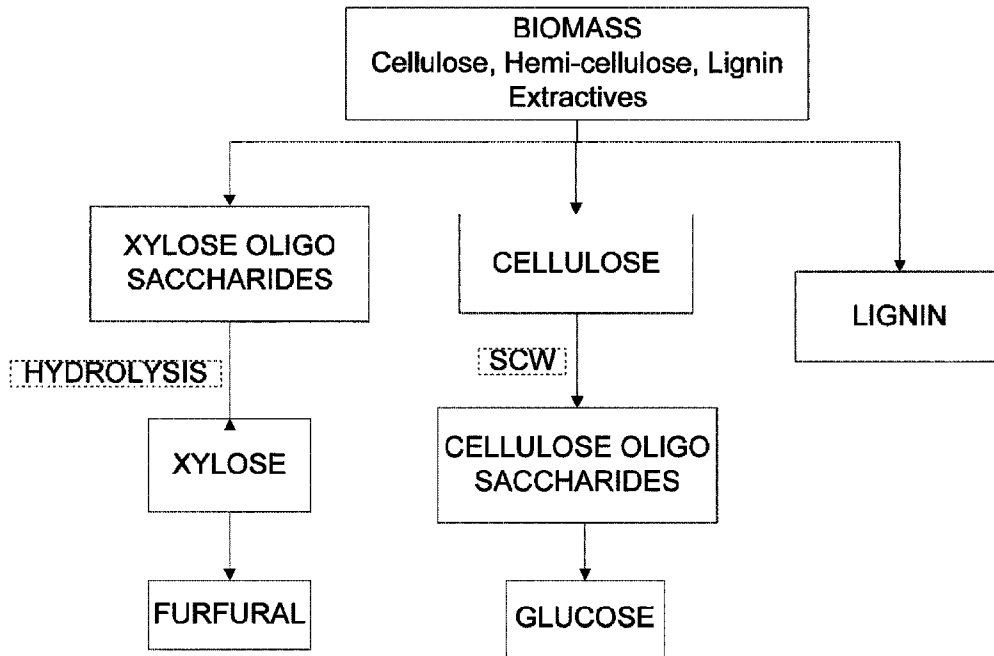 BIOMASS
Cellulose, Hemi-cellulose, Lignin
Extractives
XYLOSE OLIGO
SACCHARIDES
CELLULOSE
LIGNIN
HYDROLYSIS
SCW
XYLOSE
CELLULOSE OLIGO
SACCHARIDES
FURFURAL
GLUCOSE